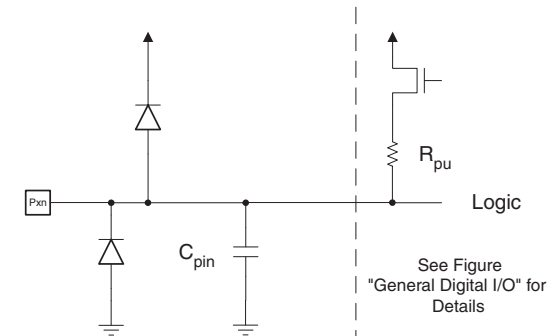 Pxn
C pin
R pu
Logic
See Figure
"General Digital I/O" for
Details